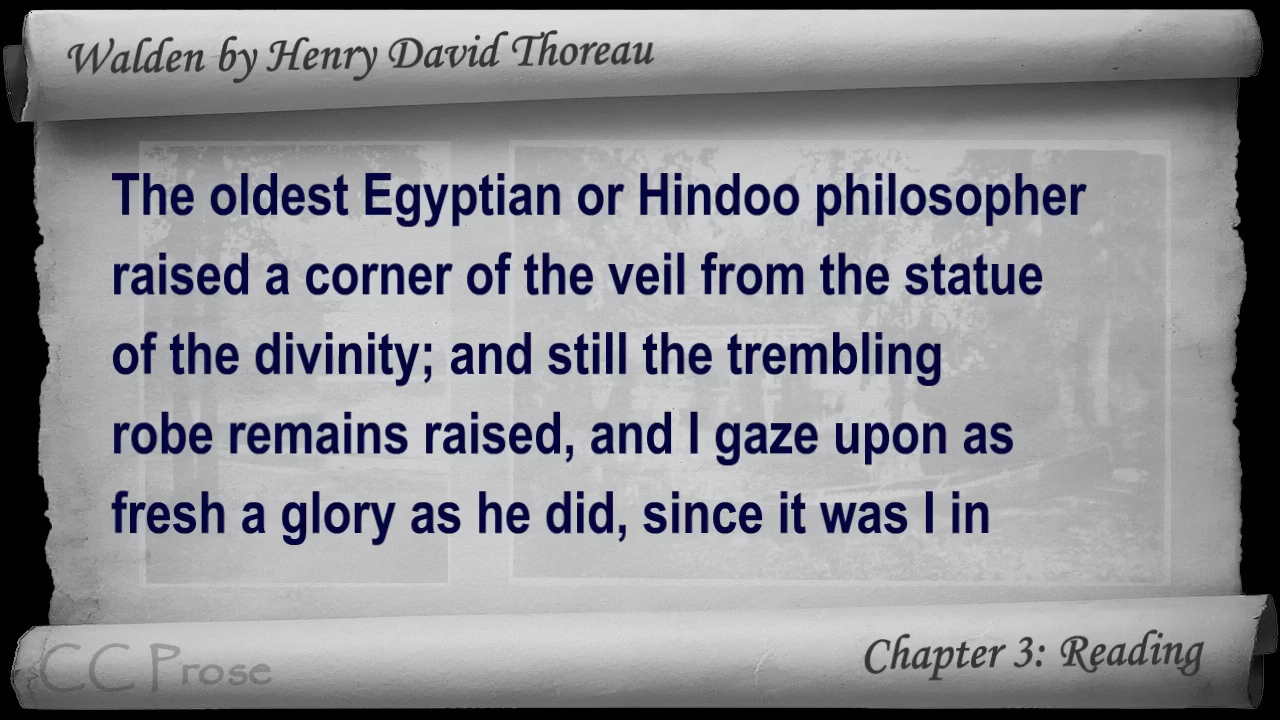 Walden by Henry David Thoreau
The oldest Egyptian or Hindoo philosopher
raised a corner of the veil from the statue
of the divinity; and still the trembling
robe remains raised, and I gaze upon as
fresh a glory as he did, since it was I in
CC Prose
Chapter 3: Reading